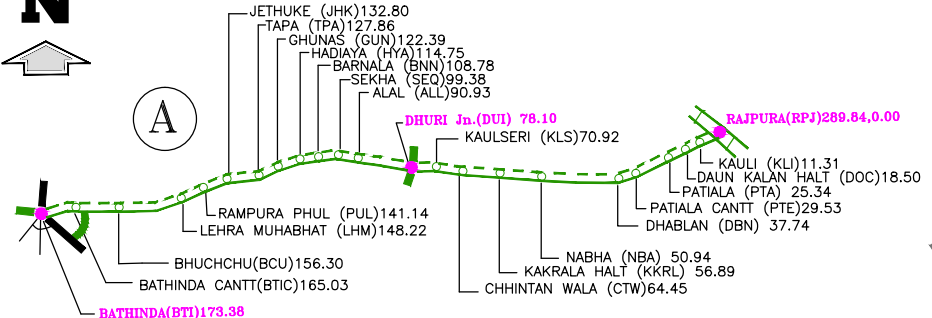 N
JETHUKE (JHK)132.80
TAPA (TPA)127.86
GHUNAS (GUN)122.39
HADIAYA (HYA)114.75
BARNALA (BNN)108.78
SEKHA (SEQ)99.38
ALAL (ALL)90.93
A
DHURI Jn.(DUI) 78.10
RAJPURA(RPJ)289.84,0.00
KAULSERI (KLS)70.92
KAULI (KLI)11.31
DAUN KALAN HALT (DOC)18.50
PATIALA (PTA) 25.34
PATIALA CANTT (PTE)29.53
DHABLAN (DBN) 37.74
RAMPURA PHUL (PUL)141.14
LEHRA MUHABHAT (LHM)148.22
NABHA (NBA) 50.94
BHUCHCHU(BCU)156.30
KAKRALA HALT (KKRL) 56.89
BATHINDA CANTT(BTIC)165.03
CHHINTAN WALA (CTW)64.45
BATHINDA(BTI)173.38